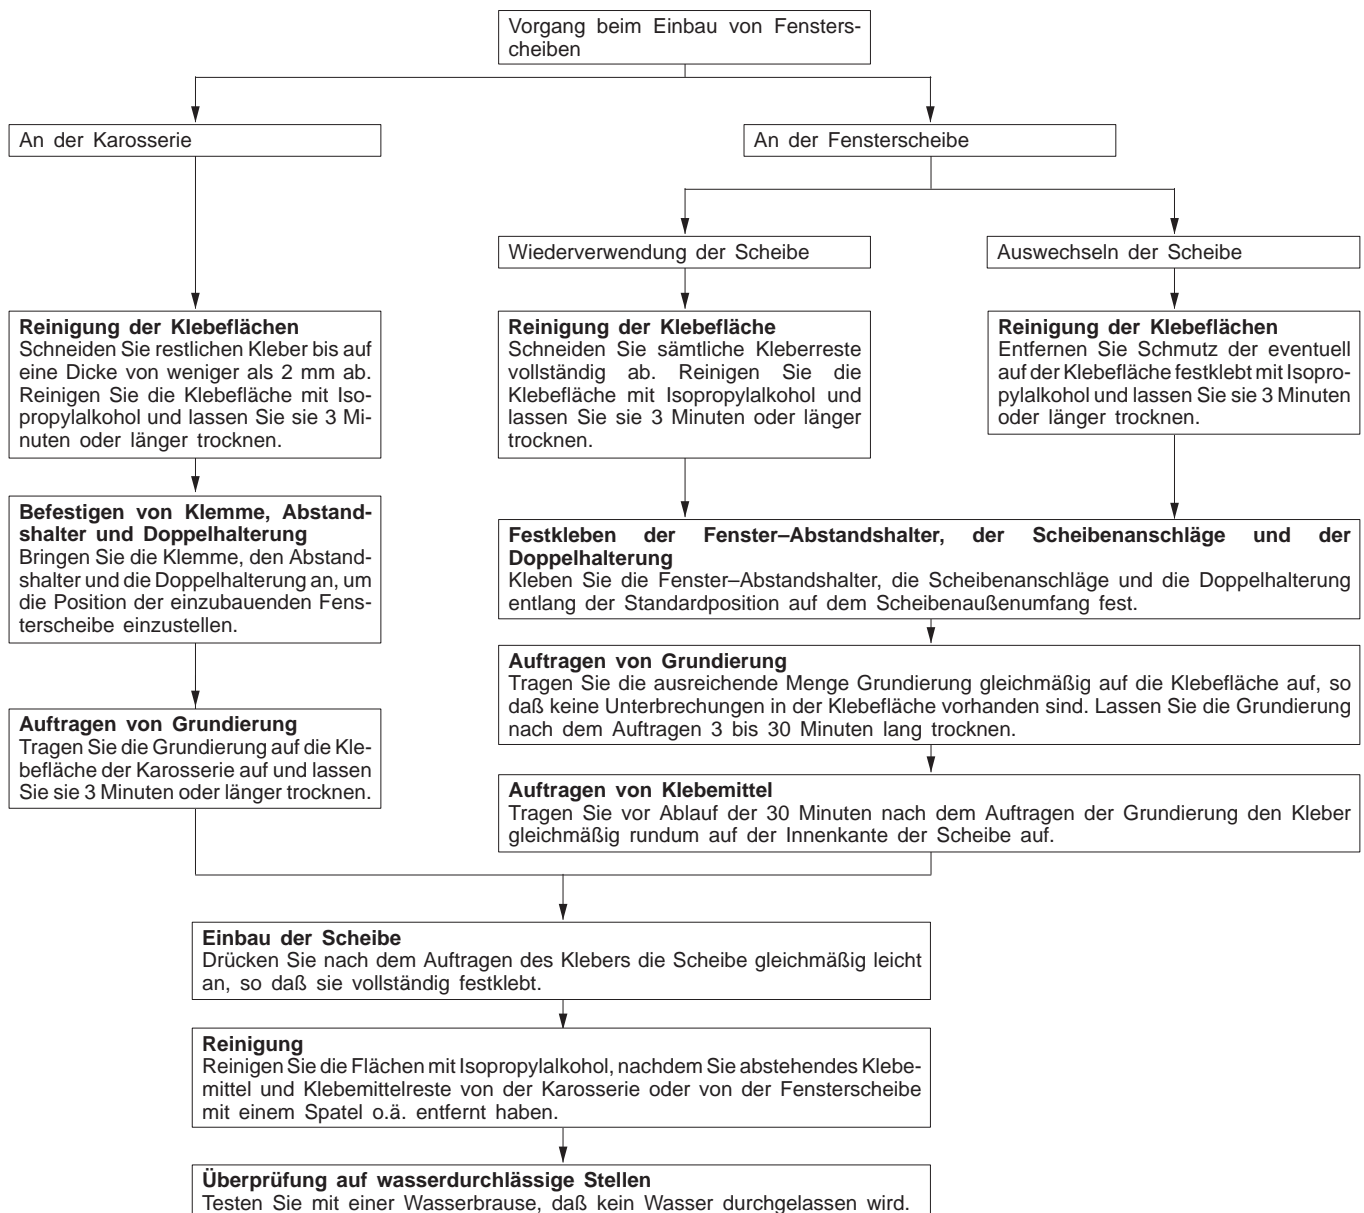 Vorgang beim Einbau von Fensters-
cheiben
An der Karosserie
An der Fensterscheibe
Wiederverwendung der Scheibe
Auswechseln der Scheibe
Reinigung der Klebeflächen
Schneiden Sie restlichen Kleber bis auf
eine Dicke von weniger als 2 mm ab.
Reinigen Sie die Klebefläche mit Iso-
propylalkohol und lassen Sie sie 3 Mi-
nuten oder länger trocknen.
Reinigung der Klebefläche
Schneiden Sie sämtliche Kleberreste
vollständig ab. Reinigen Sie die
Klebefläche mit Isopropylalkohol und
lassen Sie sie 3 Minuten oder länger
trocknen.
Reinigung der Klebeflächen
Entfernen Sie Schmutz der eventuell
auf der Klebefläche festklebt mit Isopro-
pylalkohol und lassen Sie sie 3 Minuten
oder länger trocknen.
Befestigen von Klemme, Abstand-
shalter und Doppelhalterung
Bringen Sie die Klemme, den Abstand-
shalter und die Doppelhalterung an, um
die Position der einzubauenden Fens-
terscheibe einzustellen.
Festkleben der Fenster–Abstandshalter, der Scheibenanschläge und der
Doppelhalterung
Kleben Sie die Fenster–Abstandshalter, die Scheibenanschläge und die Doppelhalterung
entlang der Standardposition auf dem Scheibenaußenumfang fest.
Auftragen von Grundierung
Tragen Sie die ausreichende Menge Grundierung gleichmäßig auf die Klebefläche auf, so
daß keine Unterbrechungen in der Klebefläche vorhanden sind. Lassen Sie die Grundierung
nach dem Auftragen 3 bis 30 Minuten lang trocknen.
Auftragen von Grundierung
Tragen Sie die Grundierung auf die Kle-
befläche der Karosserie auf und lassen
Sie sie 3 Minuten oder länger trocknen.
Auftragen von Klebemittel
Tragen Sie vor Ablauf der 30 Minuten nach dem Auftragen der Grundierung den Kleber
gleichmäßig rundum auf der Innenkante der Scheibe auf.
Einbau der Scheibe
Drücken Sie nach dem Auftragen des Klebers die Scheibe gleichmäßig leicht
an, so daß sie vollständig festklebt.
Reinigung
Reinigen Sie die Flächen mit Isopropylalkohol, nachdem Sie abstehendes Klebe-
mittel und Klebemittelreste von der Karosserie oder von der Fensterscheibe
mit einem Spatel o.ä. entfernt haben.
Überprüfung auf wasserdurchlässige Stellen
Testen Sie mit einer Wasserbrause, daß kein Wasser durchgelassen wird.